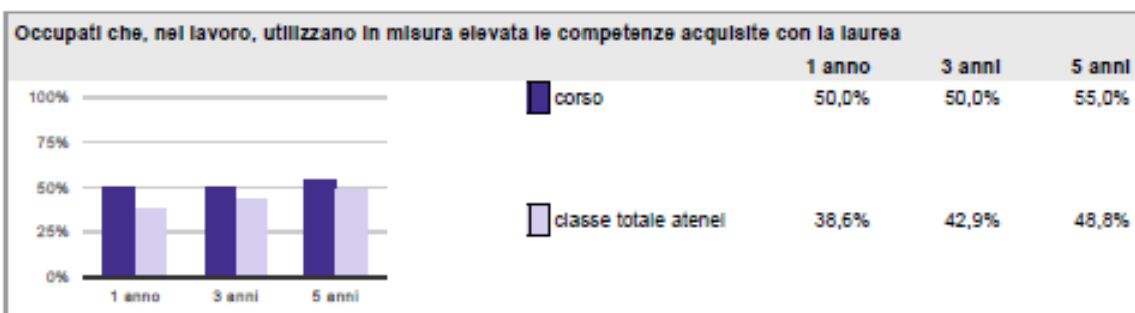 Occupati che, nel lavoro, utilizzano in misura elevata le competenze acquisite con la laurea
1 anno 3 anni 5 anni
corso 50,0% 50,0% 55,0%
classe totale atenei 38,6% 42,9% 48,8%
100%
75%
50%
25%
0%
1 anno 3 anni 5 anni